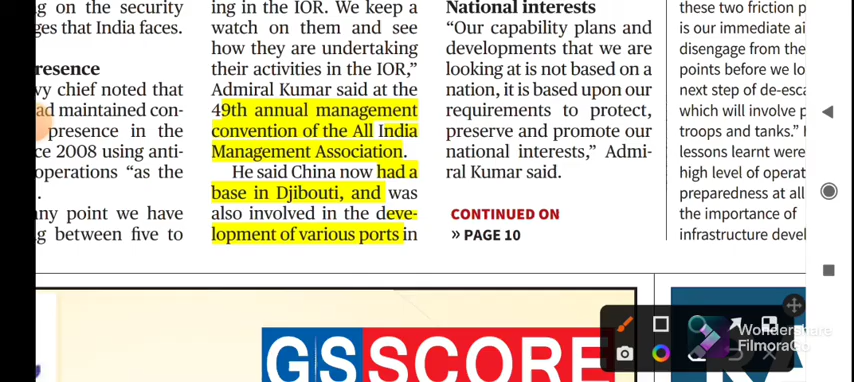 g on the security
ges that India faces.
resence
vy chief noted that
ad maintained con-
presence in the
ce 2008 using anti-
operations “as the
.
any point we have
g between five to
ing in the IOR. We keep a
watch on them and see
how they are undertaking
their activities in the IOR,”
Admiral Kumar said at the
49th annual management
convention of the All India
Management Association.
He said China now had a
base in Djibouti, and was
also involved in the deve-
lopment of various ports in
National interests
“Our capability plans and
developments that we are
looking at is not based on a
nation, it is based upon our
requirements to protect,
preserve and promote our
national interests,” Admi-
ral Kumar said.
CONTINUED ON
» PAGE 10
these two friction p
is our immediate ai
disengage from the
points before we lo
next step of de-esca
which will involve p
troops and tanks.”
lessons learnt were
high level of operat
preparedness at all
the importance of
infrastructure devel
GSSCORE
Wondershare
FilmoraGo